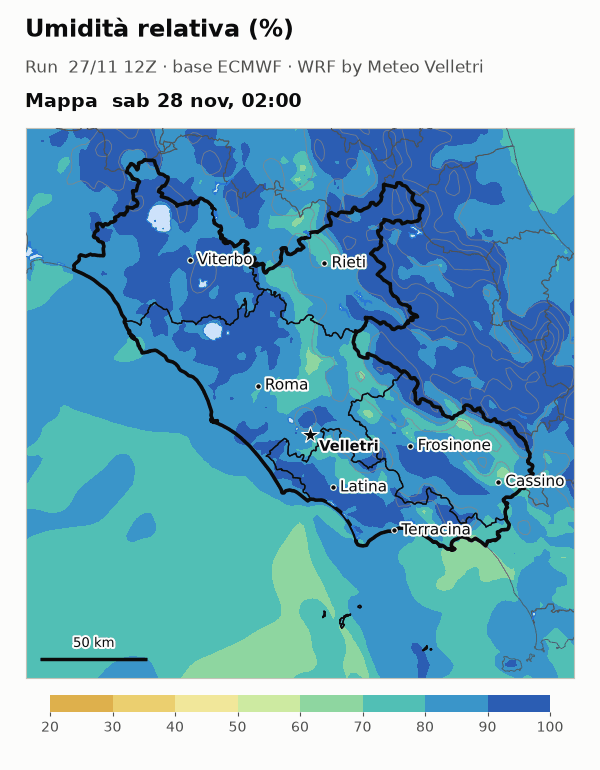 Umidità relativa (%)
Run  27/11 12Z · base ECMWF · WRF by Meteo Velletri
Mappa  sab 28 nov, 02:00
Viterbo
Rieti
Roma
Velletri
Frosinone
Cassino
Latina
Terracina
50 km
20 30 40 50 60 70 80 90 100